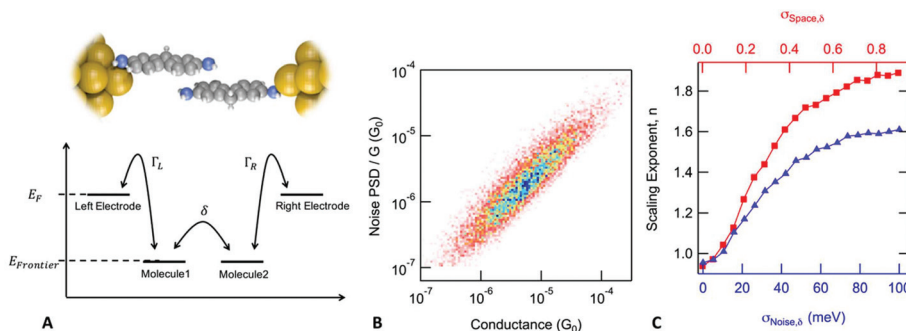 Γ_L
Γ_R
E_F
Left Electrode
δ
Right Electrode
E_Frontier
Molecule1
Molecule2
A
10^-4
10^-5
10^-6
10^-7
Noise PSD / G (G_0)
10^-7
10^-6
10^-5
10^-4
Conductance (G_0)
B
σ_Space,δ
0.0
0.2
0.4
0.6
0.8
1.8
1.6
1.4
1.2
1.0
Scaling Exponent, n
0
20
40
60
80
100
σ_Noise,δ (meV)
C